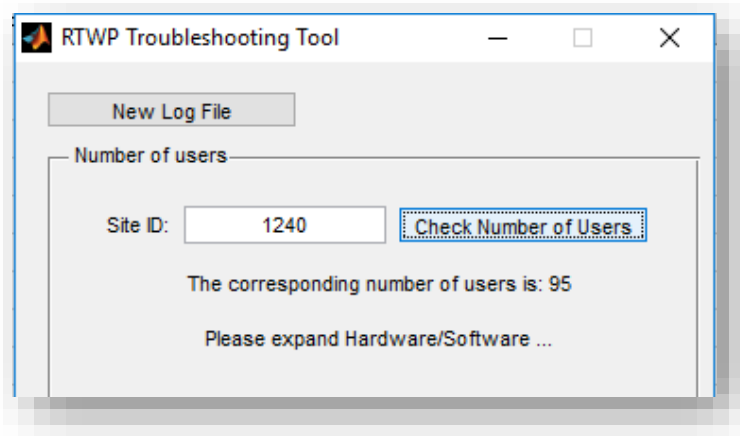 RTWP Troubleshooting Tool
New Log File
Number of users
Site ID: 1240 Check Number of Users
The corresponding number of users is: 95
Please expand Hardware/Software ...